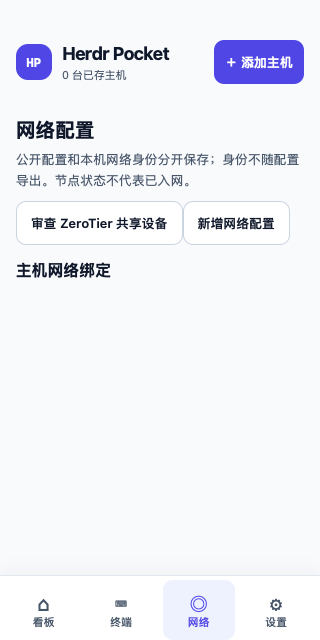 HP
Herdr Pocket
0 台已存主机
+ 添加主机
网络配置
公开配置和本机网络身份分开保存；身份不随配置
导出。节点状态不代表已入网。
审查 ZeroTier 共享设备
新增网络配置
主机网络绑定
看板
终端
网络
设置